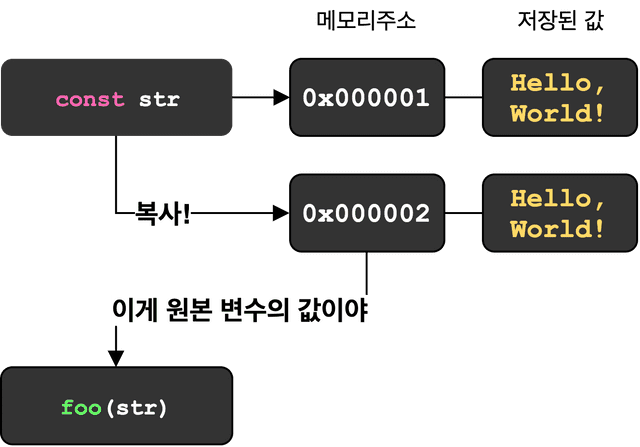 메모리주소 저장된 값
const str 0x000001 Hello,
World!
복사! 0x000002 Hello,
World!
이게 원본 변수의 값이야
foo(str)